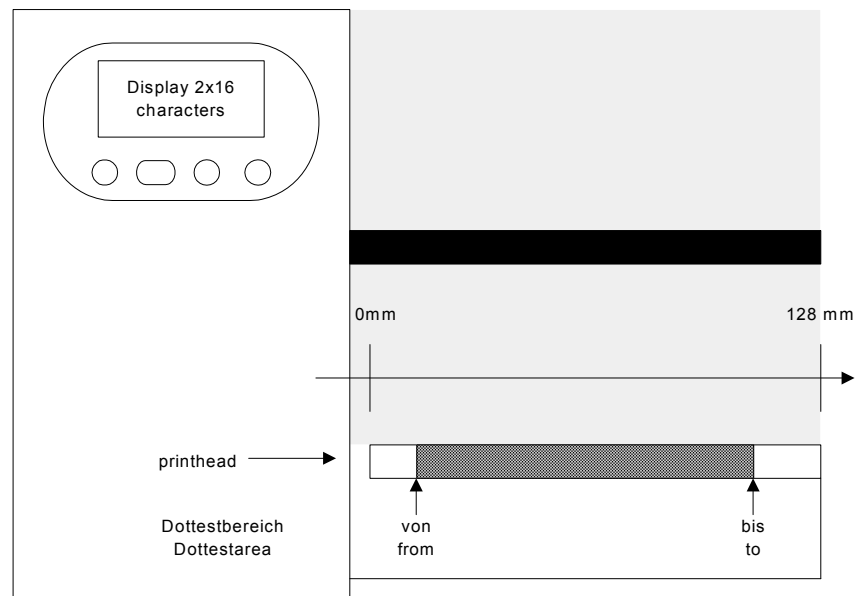 Display 2x16
characters
0mm
128 mm
printhead
Dottestbereich
Dottestarea
von
from
bis
to